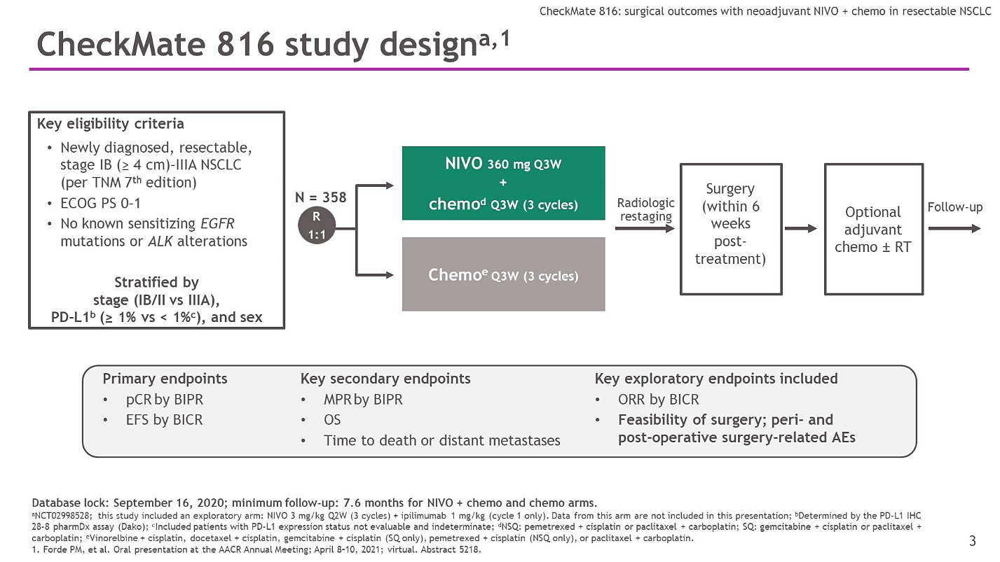 CheckMate 816: surgical outcomes with neoadjuvant NIVO + chemo in resectable NSCLC
CheckMate 816 study designᵃ,¹
Key eligibility criteria
• Newly diagnosed, resectable,
stage IB (≥ 4 cm)–IIIA NSCLC
(per TNM 7ᵗʰ edition)
• ECOG PS 0–1
• No known sensitizing EGFR
mutations or ALK alterations
Stratified by
stage (IB/II vs IIIA),
PD-L1ᵇ (≥ 1% vs < 1%ᶜ), and sex
N = 358
R
1:1
NIVO 360 mg Q3W
+
chemoᵈ Q3W (3 cycles)
Chemoᵉ Q3W (3 cycles)
Radiologic
restaging
Surgery
(within 6
weeks
post-
treatment)
Optional
adjuvant
chemo ± RT
Follow-up
Primary endpoints
• pCR by BIPR
• EFS by BICR
Key secondary endpoints
• MPR by BIPR
• OS
• Time to death or distant metastases
Key exploratory endpoints included
• ORR by BICR
• Feasibility of surgery; peri- and
post-operative surgery-related AEs
Database lock: September 16, 2020; minimum follow-up: 7.6 months for NIVO + chemo and chemo arms.
ᵃNCT02998528; this study included an exploratory arm: NIVO 3 mg/kg Q2W (3 cycles) + ipilimumab 1 mg/kg (cycle 1 only). Data from this arm are not included in this presentation; ᵇDetermined by the PD-L1 IHC
28-8 pharmDx assay (Dako); ᶜIncluded patients with PD-L1 expression status not evaluable and indeterminate; ᵈNSQ: pemetrexed + cisplatin or paclitaxel + carboplatin; SQ: gemcitabine + cisplatin or paclitaxel +
carboplatin; ᵉVinorelbine + cisplatin, docetaxel + cisplatin, gemcitabine + cisplatin (SQ only), pemetrexed + cisplatin (NSQ only), or paclitaxel + carboplatin.
1. Forde PM, et al. Oral presentation at the AACR Annual Meeting; April 8–10, 2021; virtual. Abstract 5218.
3